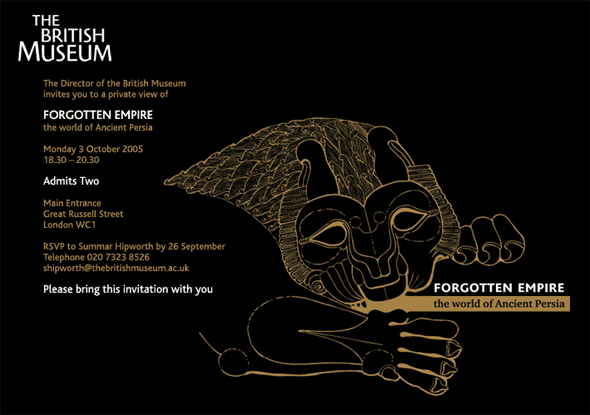 THE
BRITISH
MUSEUM
The Director of the British Museum
invites you to a private view of
FORGOTTEN EMPIRE
the world of Ancient Persia
Monday 3 October 2005
18.30 – 20.30
Admits Two
Main Entrance
Great Russell Street
London WC1
RSVP to Summar Hipworth by 26 September
Telephone 020 7323 8526
shipworth@thebritishmuseum.ac.uk
Please bring this invitation with you
FORGOTTEN EMPIRE
the world of Ancient Persia